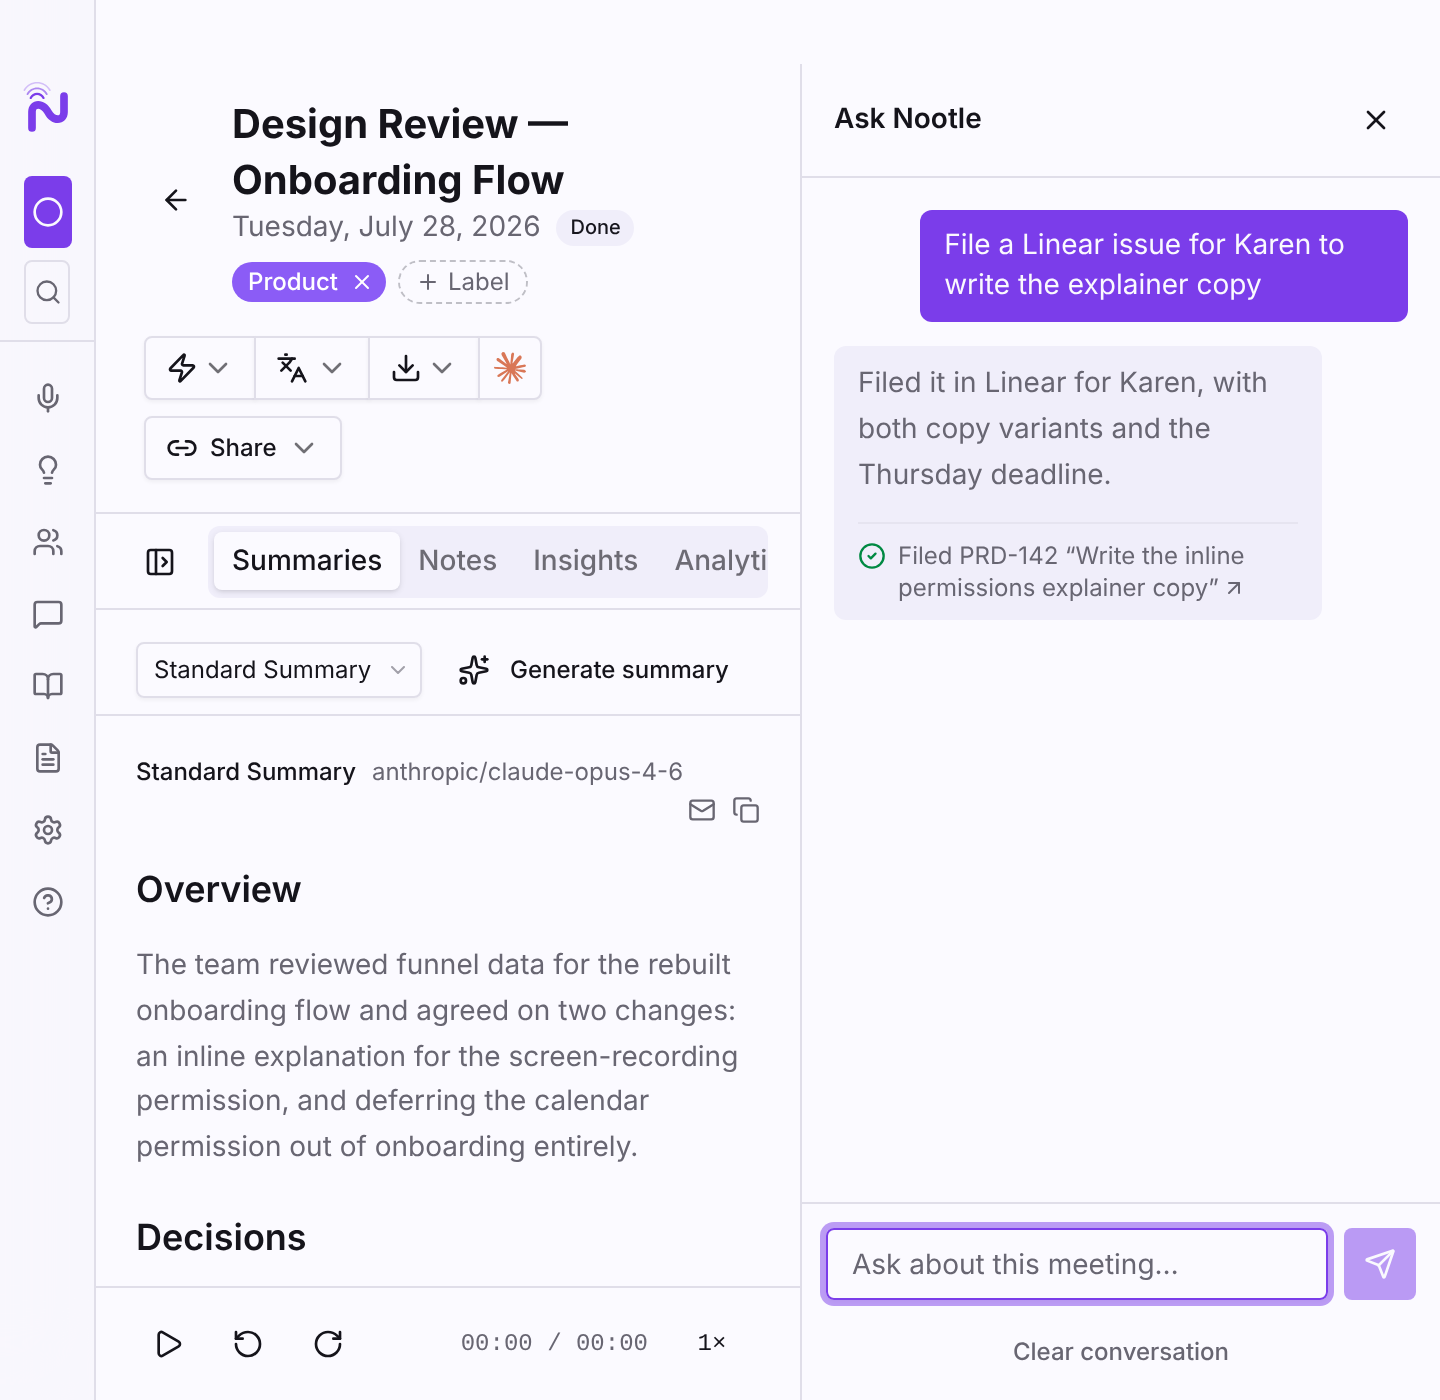 Design Review —
Onboarding Flow
Tuesday, July 28, 2026 Done
Product
Label
Share
Summaries Notes Insights Analyti
Standard Summary
Generate summary
Standard Summary anthropic/claude-opus-4-6
Overview
The team reviewed funnel data for the rebuilt
onboarding flow and agreed on two changes:
an inline explanation for the screen-recording
permission, and deferring the calendar
permission out of onboarding entirely.
Decisions
00:00 / 00:00 1×
Ask Nootle
File a Linear issue for Karen to
write the explainer copy
Filed it in Linear for Karen, with
both copy variants and the
Thursday deadline.
Filed PRD-142 “Write the inline
permissions explainer copy”
Ask about this meeting...
Clear conversation